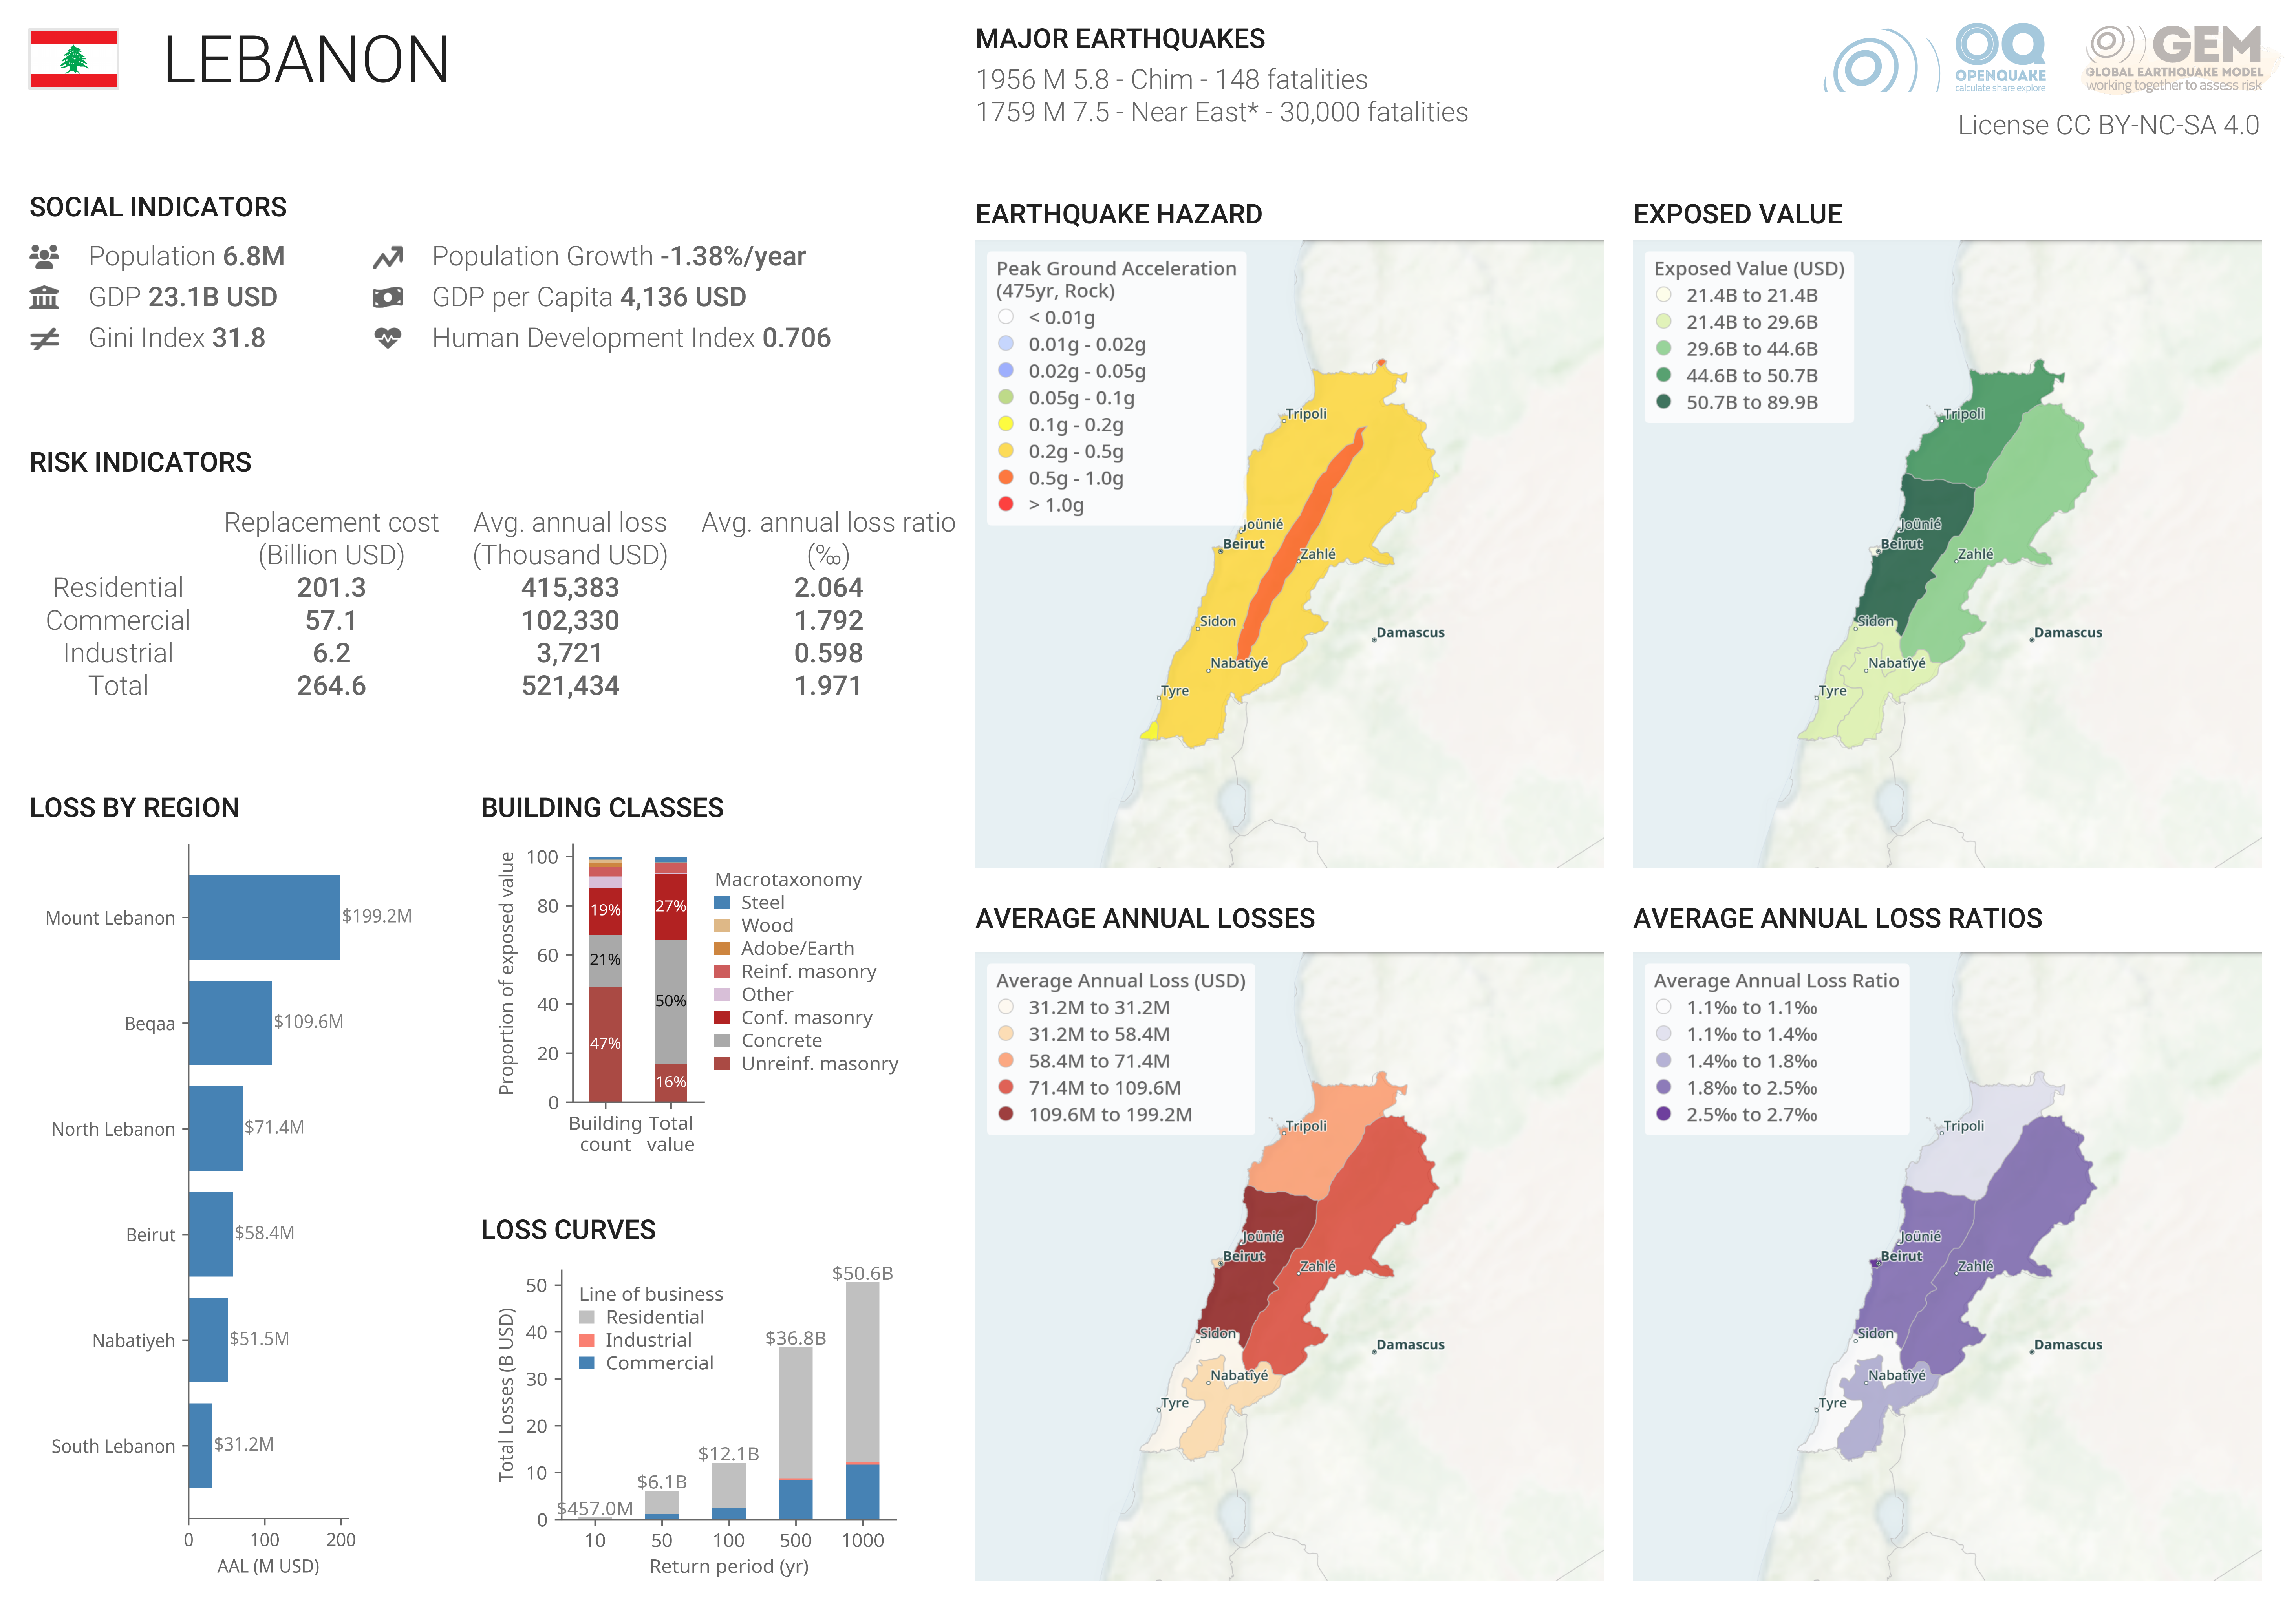 LEBANON
MAJOR EARTHQUAKES
1956 M 5.8 - Chim - 148 fatalities
1759 M 7.5 - Near East* - 30,000 fatalities
OQ
OPENQUAKE
calculate share explore
GEM
GLOBAL EARTHQUAKE MODEL
working together to assess risk
License CC BY-NC-SA 4.0
SOCIAL INDICATORS
Population 6.8M
Population Growth -1.38%/year
GDP 23.1B USD
GDP per Capita 4,136 USD
Gini Index 31.8
Human Development Index 0.706
RISK INDICATORS
Replacement cost Avg. annual loss Avg. annual loss ratio
(Billion USD) (Thousand USD) (‰)
Residential 201.3 415,383 2.064
Commercial 57.1 102,330 1.792
Industrial 6.2 3,721 0.598
Total 264.6 521,434 1.971
LOSS BY REGION
Mount Lebanon $199.2M
Beqaa $109.6M
North Lebanon $71.4M
Beirut $58.4M
Nabatiyeh $51.5M
South Lebanon $31.2M
0 100 200
AAL (M USD)
BUILDING CLASSES
Proportion of exposed value
100
80
60
40
20
0
19%
21%
47%
27%
50%
16%
Building count
Total value
Macrotaxonomy
Steel
Wood
Adobe/Earth
Reinf. masonry
Other
Conf. masonry
Concrete
Unreinf. masonry
LOSS CURVES
Total Losses (B USD)
50
40
30
20
10
0
Line of business
Residential
Industrial
Commercial
$457.0M
$6.1B
$12.1B
$36.8B
$50.6B
10 50 100 500 1000
Return period (yr)
EARTHQUAKE HAZARD
Peak Ground Acceleration
(475yr, Rock)
< 0.01g
0.01g - 0.02g
0.02g - 0.05g
0.05g - 0.1g
0.1g - 0.2g
0.2g - 0.5g
0.5g - 1.0g
> 1.0g
Tripoli
Joünié
Beirut
Zahlé
Sidon
Damascus
Nabatîyé
Tyre
EXPOSED VALUE
Exposed Value (USD)
21.4B to 21.4B
21.4B to 29.6B
29.6B to 44.6B
44.6B to 50.7B
50.7B to 89.9B
Tripoli
Joünié
Beirut
Zahlé
Sidon
Damascus
Nabatîyé
Tyre
AVERAGE ANNUAL LOSSES
Average Annual Loss (USD)
31.2M to 31.2M
31.2M to 58.4M
58.4M to 71.4M
71.4M to 109.6M
109.6M to 199.2M
Tripoli
Joünié
Beirut
Zahlé
Sidon
Damascus
Nabatîyé
Tyre
AVERAGE ANNUAL LOSS RATIOS
Average Annual Loss Ratio
1.1‰ to 1.1‰
1.1‰ to 1.4‰
1.4‰ to 1.8‰
1.8‰ to 2.5‰
2.5‰ to 2.7‰
Tripoli
Joünié
Beirut
Zahlé
Sidon
Damascus
Nabatîyé
Tyre